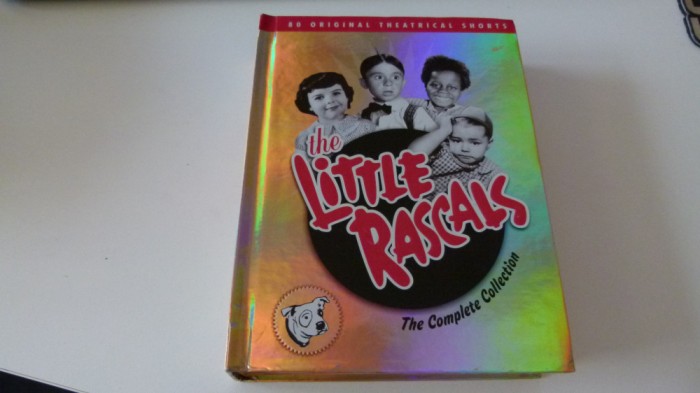 80 ORIGINAL THEATRICAL SHORTS
the
LITTLE
RASCALS
The Complete Collection